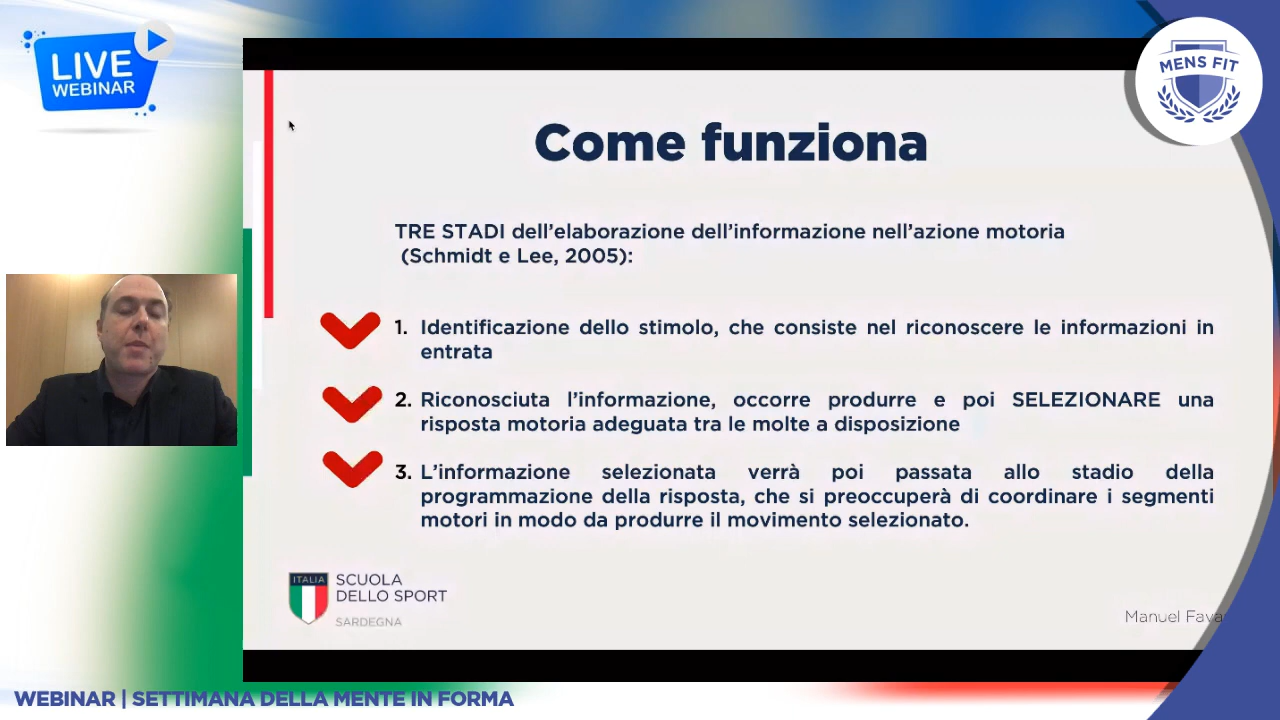 LIVE
WEBINAR
MENS FIT
Come funziona
TRE STADI dell’elaborazione dell’informazione nell’azione motoria
(Schmidt e Lee, 2005):
1. Identificazione dello stimolo, che consiste nel riconoscere le informazioni in
entrata
2. Riconosciuta l’informazione, occorre produrre e poi SELEZIONARE una
risposta motoria adeguata tra le molte a disposizione
3. L’informazione selezionata verrà poi passata allo stadio della
programmazione della risposta, che si preoccuperà di coordinare i segmenti
motori in modo da produrre il movimento selezionato.
ITALIA
SCUOLA
DELLO SPORT
SARDEGNA
Manuel Fava
WEBINAR | SETTIMANA DELLA MENTE IN FORMA